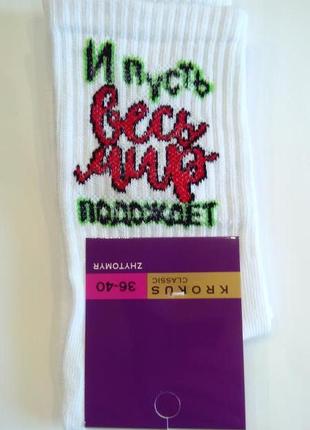 И пусть
весь
мир
подождет
36-40
KROKUS
CLASSIC
ZHYTOMYR